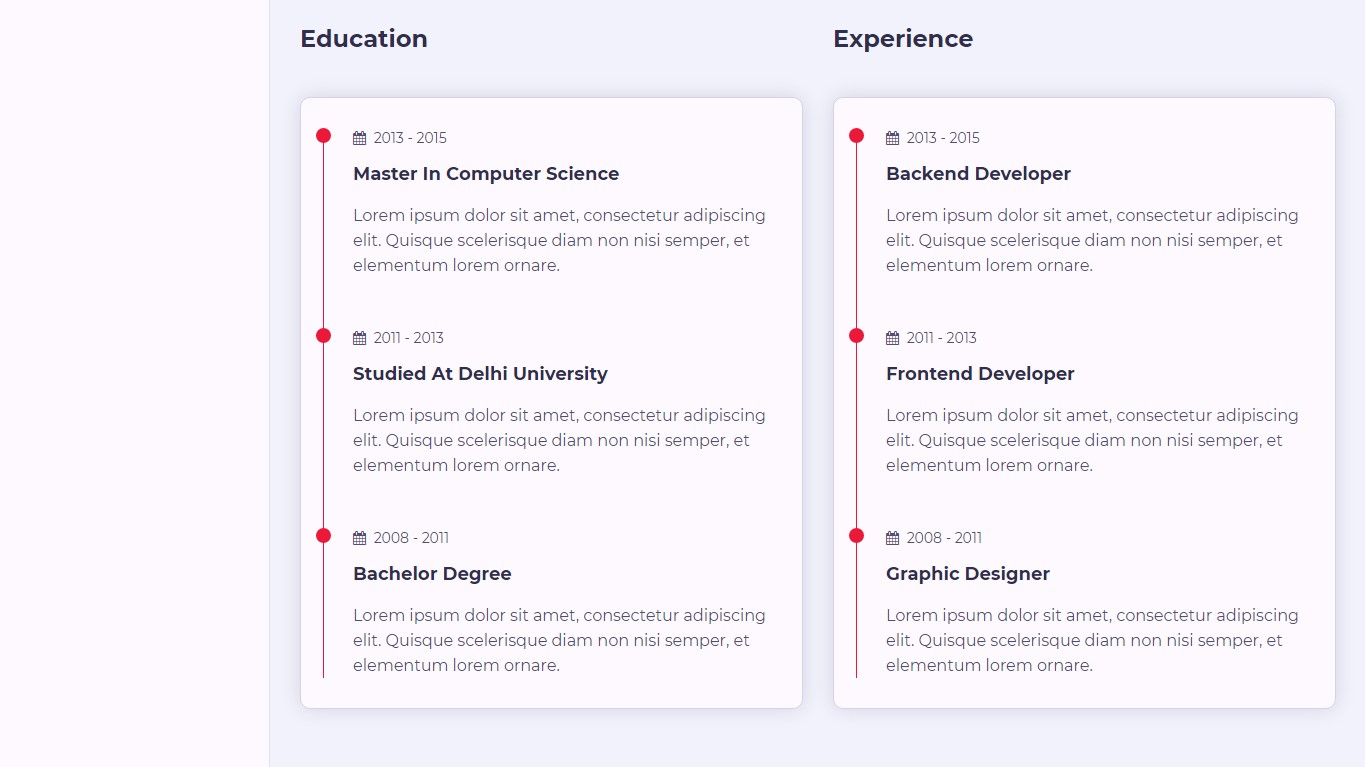 Education
2013 - 2015
Master In Computer Science
Lorem ipsum dolor sit amet, consectetur adipiscing
elit. Quisque scelerisque diam non nisi semper, et
elementum lorem ornare.
2011 - 2013
Studied At Delhi University
Lorem ipsum dolor sit amet, consectetur adipiscing
elit. Quisque scelerisque diam non nisi semper, et
elementum lorem ornare.
2008 - 2011
Bachelor Degree
Lorem ipsum dolor sit amet, consectetur adipiscing
elit. Quisque scelerisque diam non nisi semper, et
elementum lorem ornare.
Experience
2013 - 2015
Backend Developer
Lorem ipsum dolor sit amet, consectetur adipiscing
elit. Quisque scelerisque diam non nisi semper, et
elementum lorem ornare.
2011 - 2013
Frontend Developer
Lorem ipsum dolor sit amet, consectetur adipiscing
elit. Quisque scelerisque diam non nisi semper, et
elementum lorem ornare.
2008 - 2011
Graphic Designer
Lorem ipsum dolor sit amet, consectetur adipiscing
elit. Quisque scelerisque diam non nisi semper, et
elementum lorem ornare.